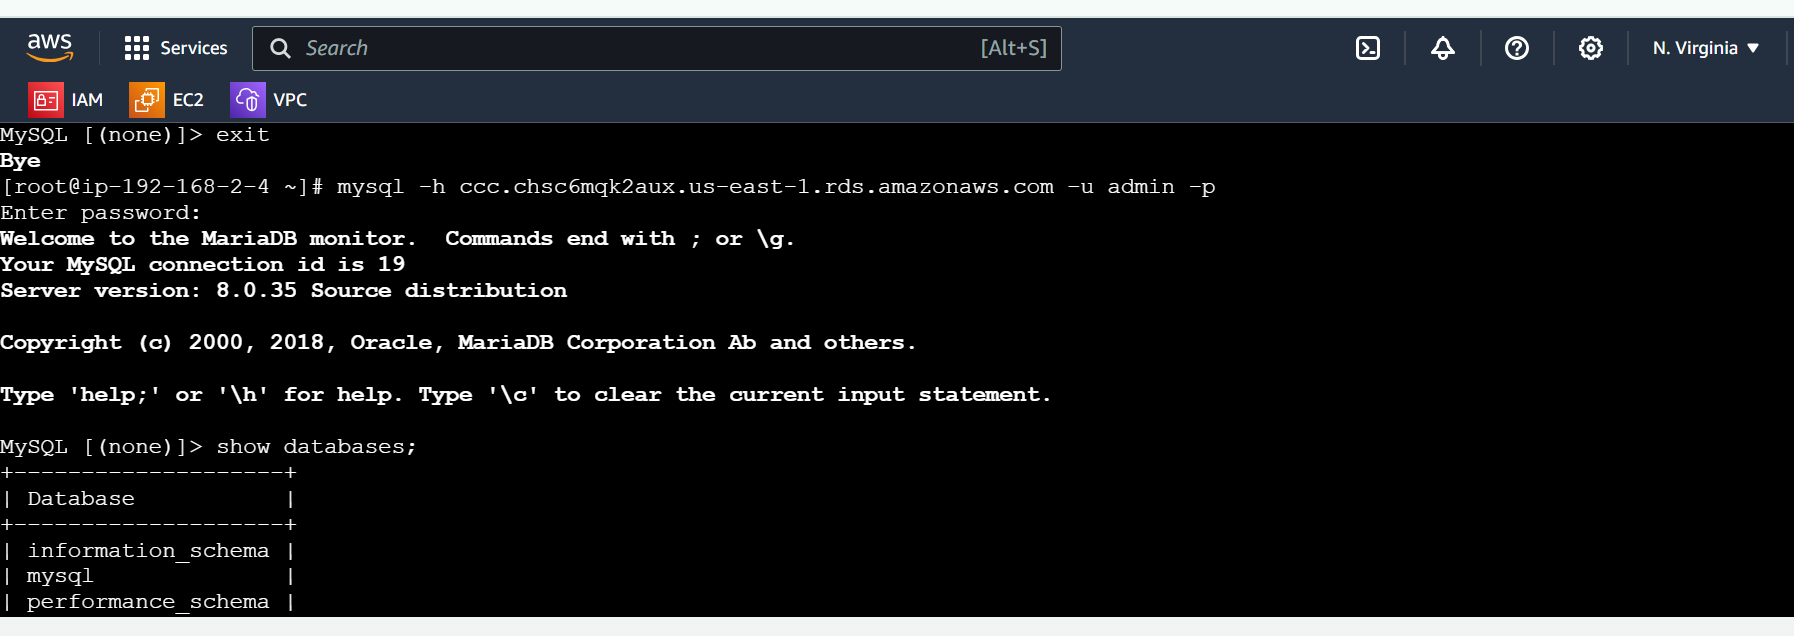 aws Services Search [Alt+S] N. Virginia
IAM EC2 VPC
MySQL [(none)]> exit
Bye
[root@ip-192-168-2-4 ~]# mysql -h ccc.chsc6mqk2aux.us-east-1.rds.amazonaws.com -u admin -p
Enter password:
Welcome to the MariaDB monitor.  Commands end with ; or \g.
Your MySQL connection id is 19
Server version: 8.0.35 Source distribution
Copyright (c) 2000, 2018, Oracle, MariaDB Corporation Ab and others.
Type 'help;' or '\h' for help. Type '\c' to clear the current input statement.
MySQL [(none)]> show databases;
+--------------------+
| Database           |
+--------------------+
| information_schema |
| mysql              |
| performance_schema |